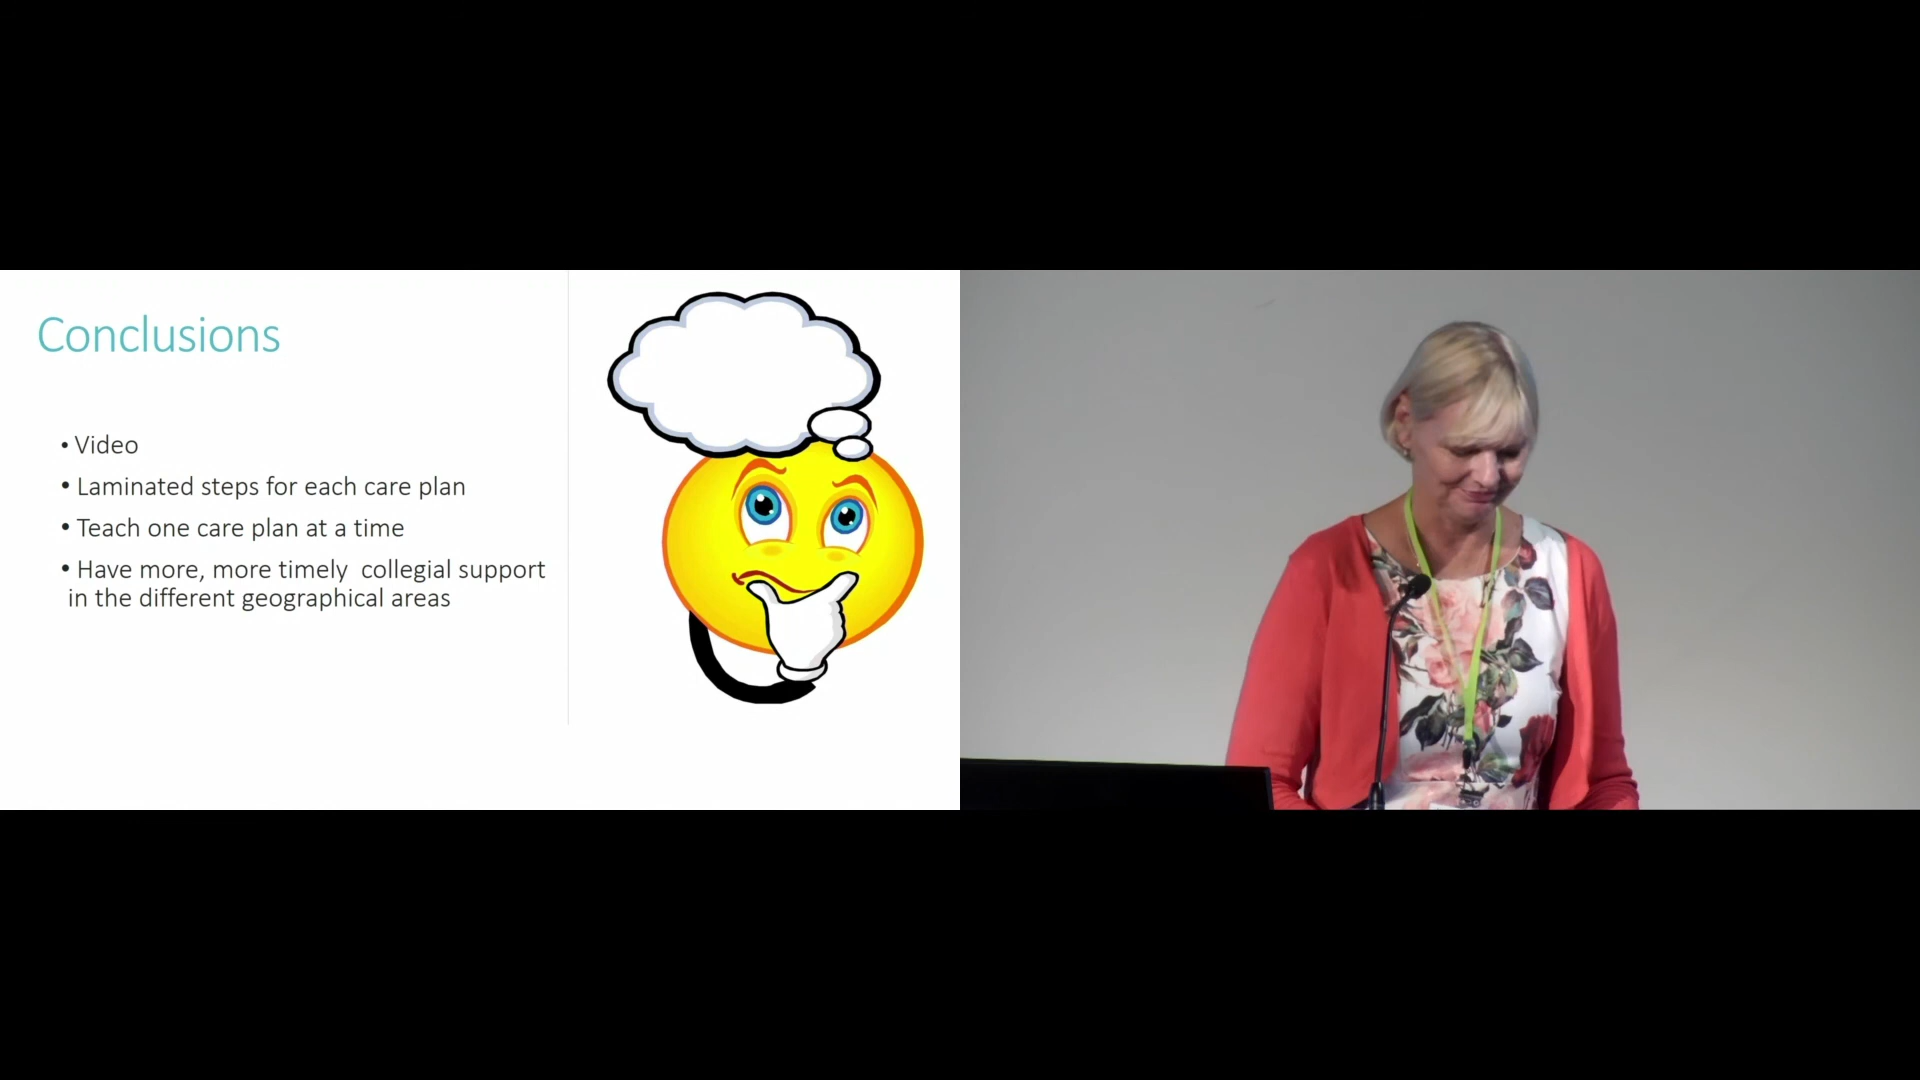 Conclusions
• Video
• Laminated steps for each care plan
• Teach one care plan at a time
• Have more, more timely  collegial support
in the different geographical areas